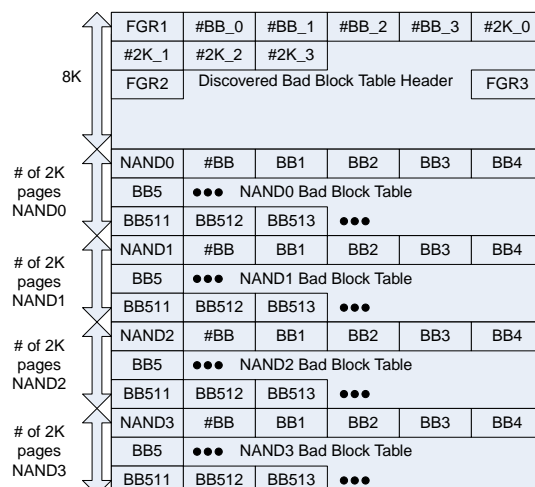 FGR1 #BB_0 #BB_1 #BB_2 #BB_3 #2K_0
#2K_1 #2K_2 #2K_3
8K
FGR2 Discovered Bad Block Table Header FGR3
# of 2K
pages
NAND0
NAND0 #BB BB1 BB2 BB3 BB4
BB5 ●●● NAND0 Bad Block Table
BB511 BB512 BB513 ●●●
# of 2K
pages
NAND1
NAND1 #BB BB1 BB2 BB3 BB4
BB5 ●●● NAND1 Bad Block Table
BB511 BB512 BB513 ●●●
# of 2K
pages
NAND2
NAND2 #BB BB1 BB2 BB3 BB4
BB5 ●●● NAND2 Bad Block Table
BB511 BB512 BB513 ●●●
# of 2K
pages
NAND3
NAND3 #BB BB1 BB2 BB3 BB4
BB5 ●●● NAND3 Bad Block Table
BB511 BB512 BB513 ●●●